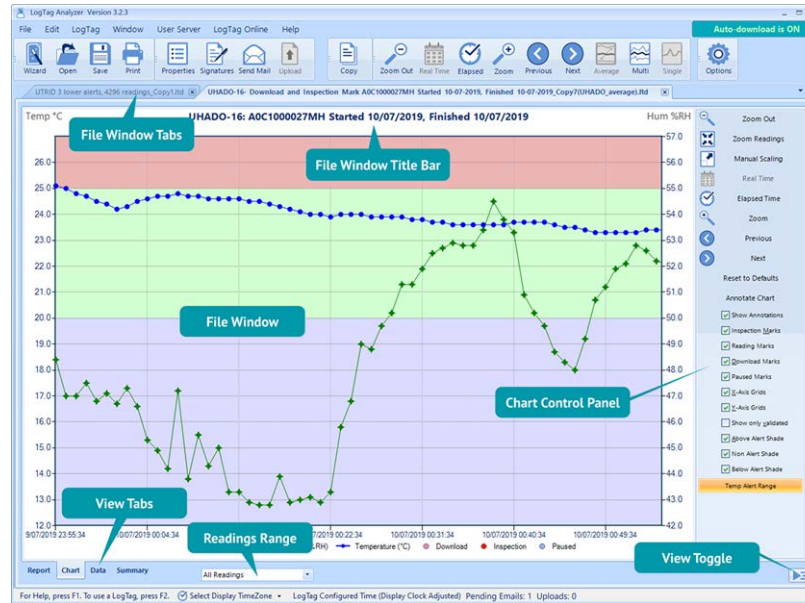 LogTag Analyzer Version 3.2.3
File Edit LogTag Window User Server LogTag Online Help
Auto-download is ON
Wizard Open Save Print Properties Signatures Send Mail Upload Copy Zoom Out Real Time Elapsed Zoom Previous Next Average Multi Single Options
UTRID 3 lower alerts, 4296 readings_Copy1.ltd
UHADO-16- Download and Inspection Mark A0C1000027MH Started 10-07-2019, Finished 10-07-2019_Copy7(UHADO_average).ltd
Temp °C
UHADO-16: A0C1000027MH Started 10/07/2019, Finished 10/07/2019
Hum %RH
File Window Tabs
File Window Title Bar
File Window
Chart Control Panel
View Tabs
Readings Range
View Toggle
26.0
25.0
24.0
23.0
22.0
21.0
20.0
19.0
18.0
17.0
16.0
15.0
14.0
13.0
12.0
57.0
56.0
55.0
54.0
53.0
52.0
51.0
50.0
49.0
48.0
47.0
46.0
45.0
44.0
43.0
42.0
9/07/2019 23:55:34 10/07/2019 00:04:34 00:22:34 10/07/2019 00:31:34 10/07/2019 00:40:34 10/07/2019 00:49:34
%RH) Temperature (°C) Download Inspection Paused
Zoom Out
Zoom Readings
Manual Scaling
Real Time
Elapsed Time
Zoom
Previous
Next
Reset to Defaults
Annotate Chart
Show Annotations
Inspection Marks
Reading Marks
Download Marks
Paused Marks
X-Axis Grids
Y-Axis Grids
Show only validated
Above Alert Shade
Non Alert Shade
Below Alert Shade
Temp Alert Range
Report Chart Data Summary
All Readings
For Help, press F1. To use a LogTag, press F2. Select Display TimeZone LogTag Configured Time (Display Clock Adjusted) Pending Emails: 1 Uploads: 0